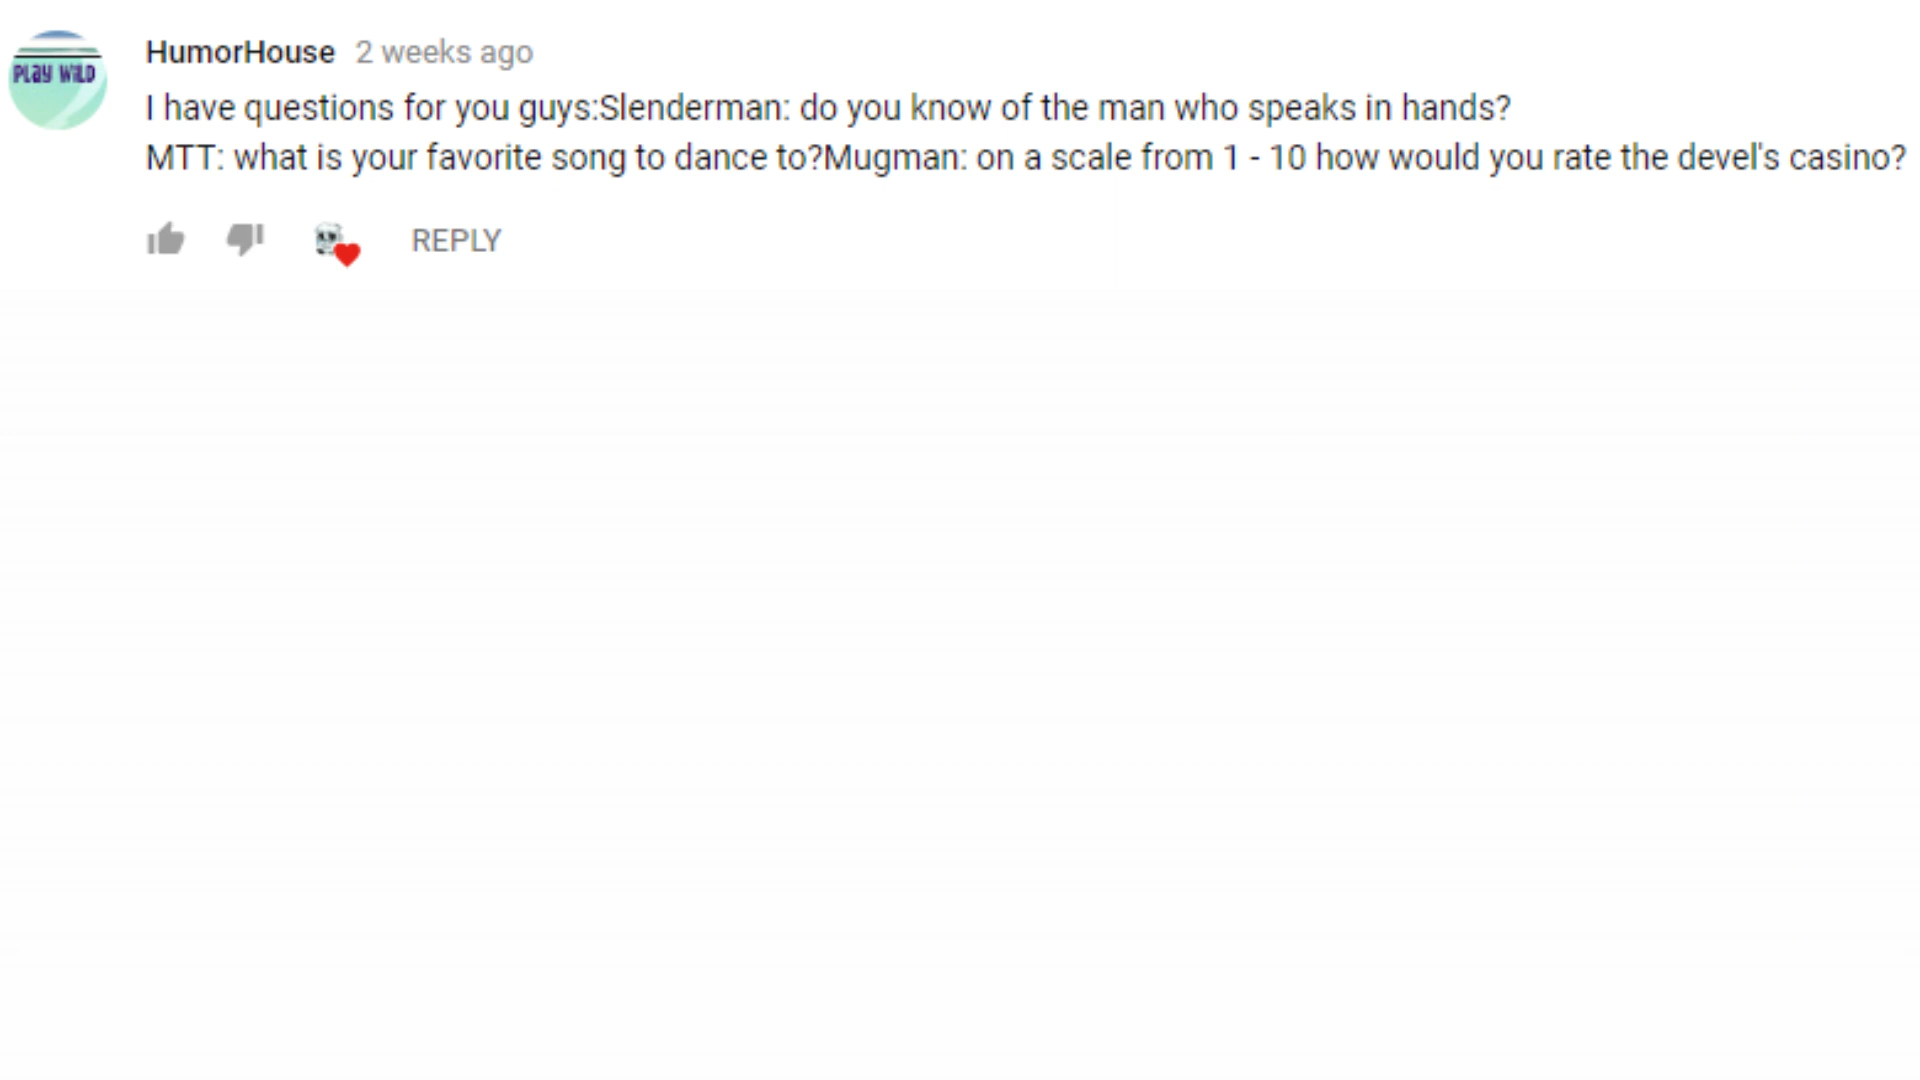 HumorHouse 2 weeks ago
PLAY WILD
I have questions for you guys:Slenderman: do you know of the man who speaks in hands?
MTT: what is your favorite song to dance to?Mugman: on a scale from 1 - 10 how would you rate the devel's casino?
REPLY